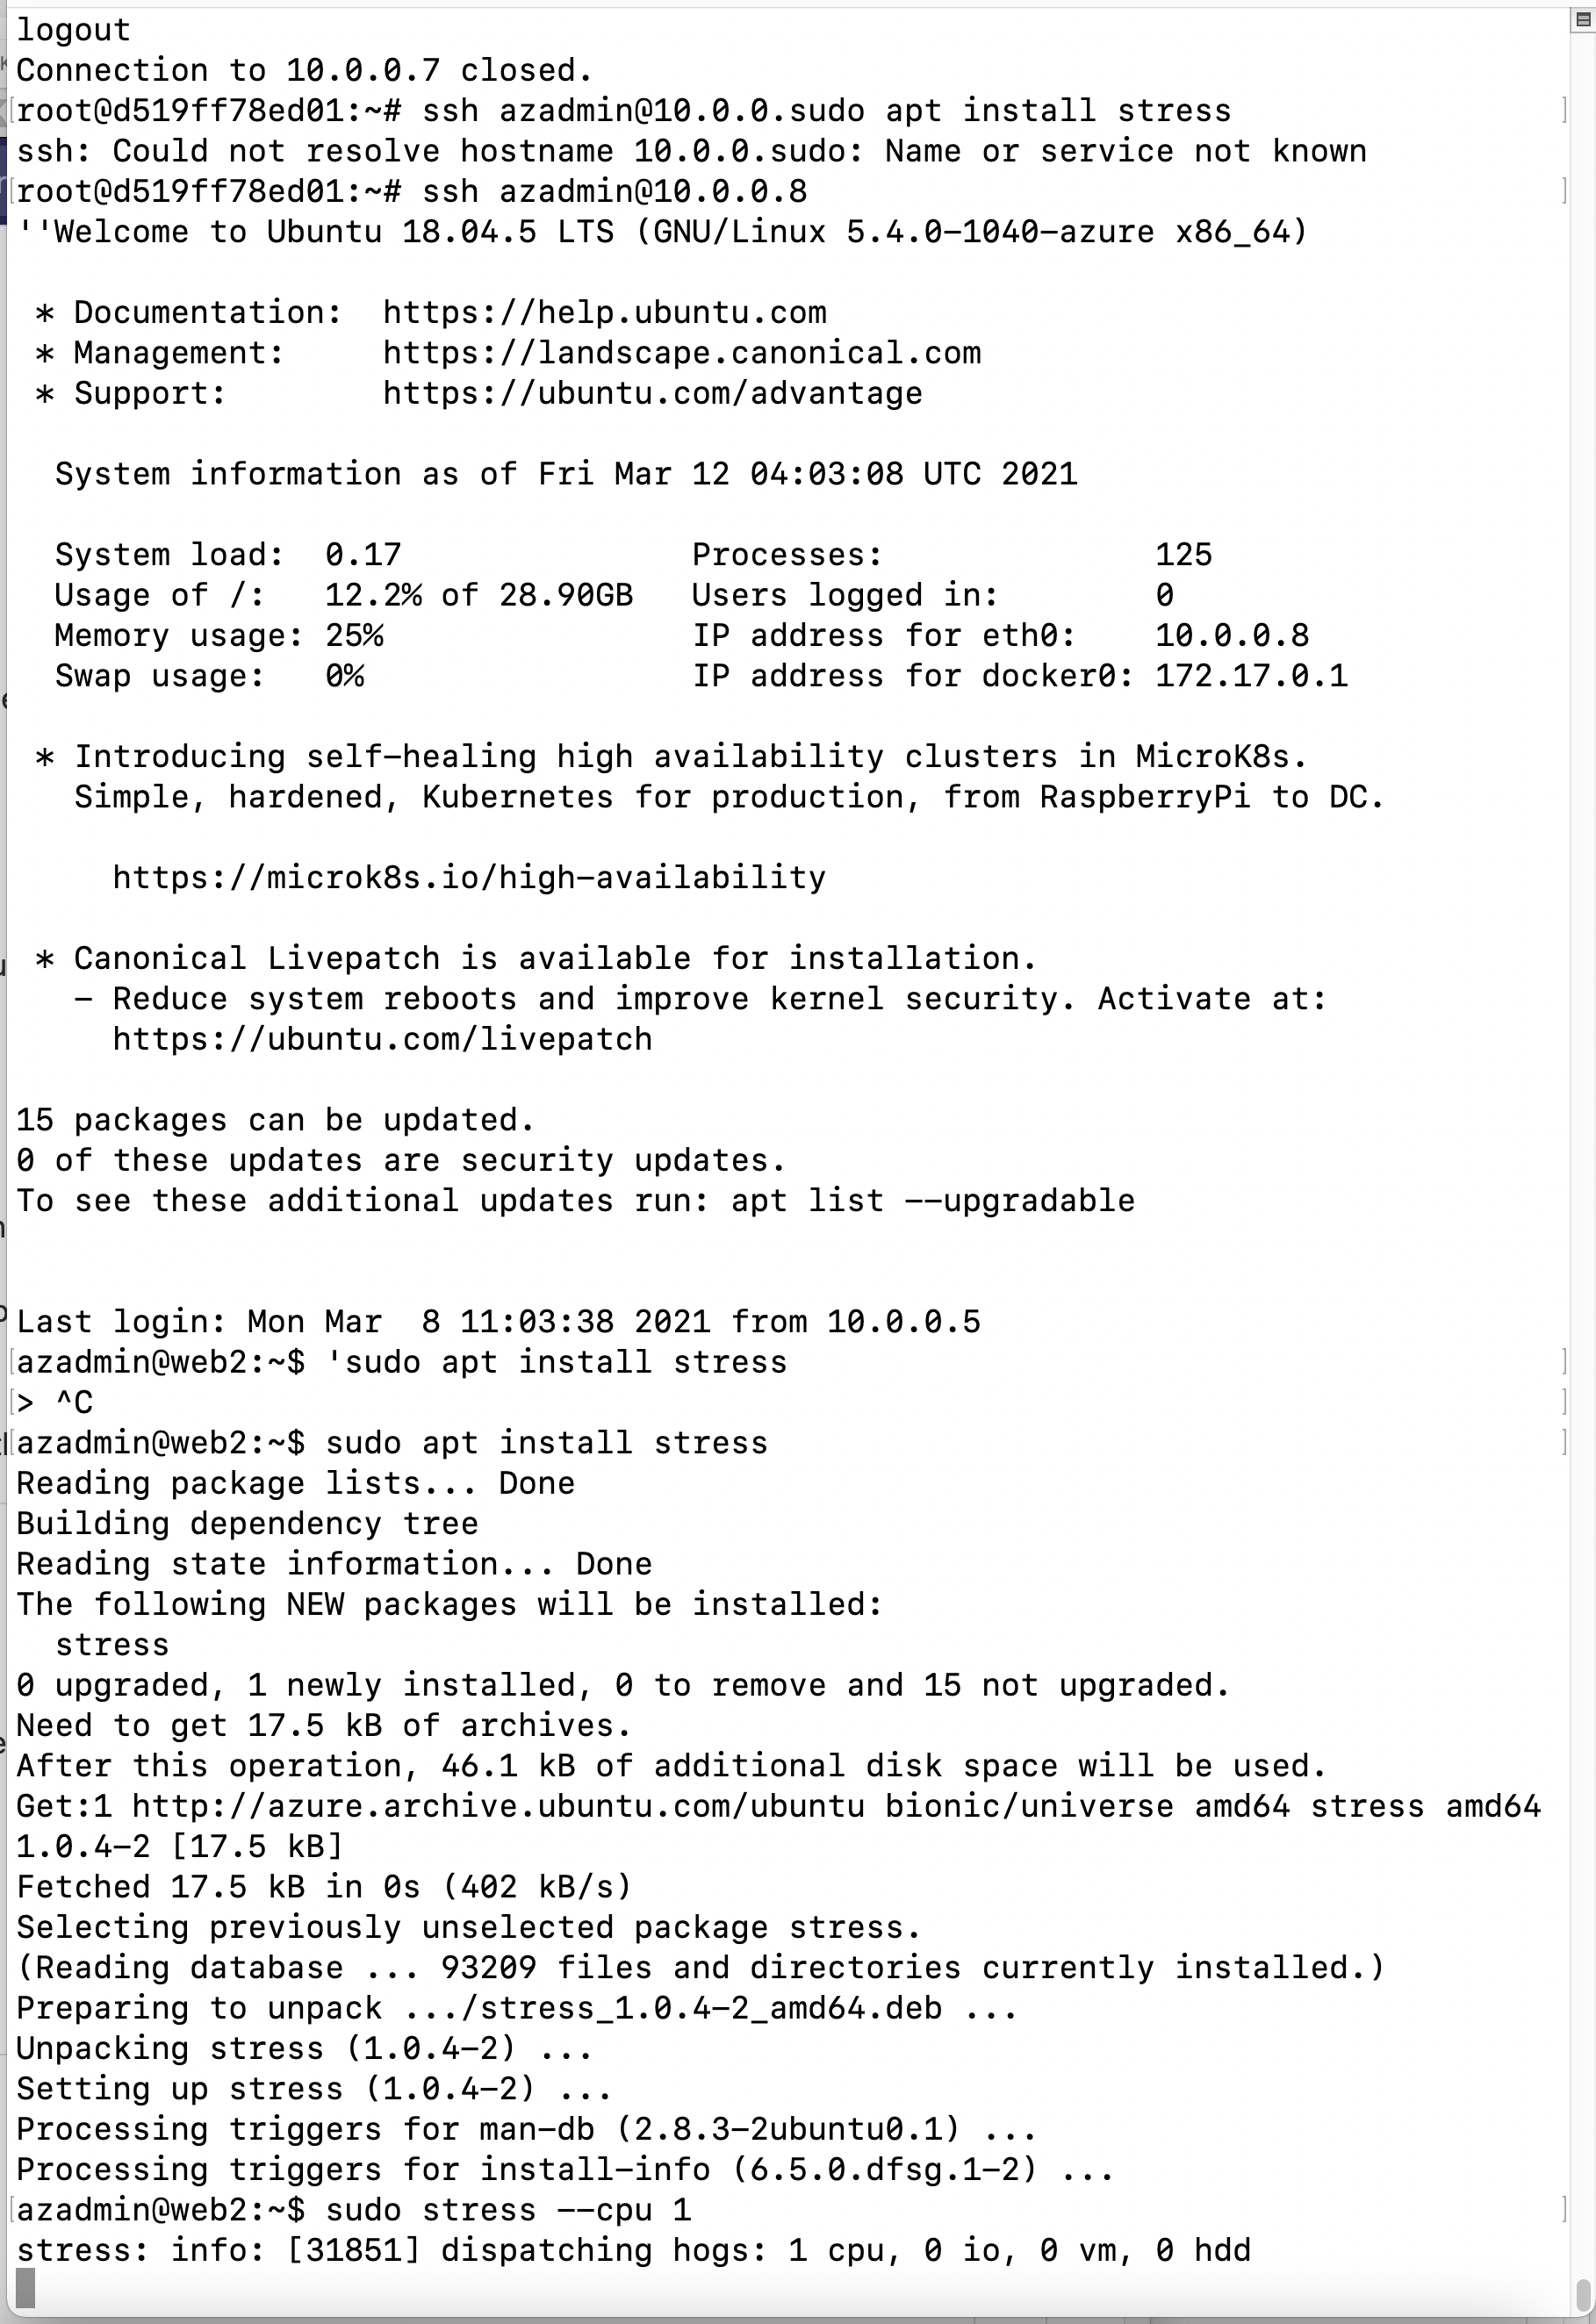 logout
Connection to 10.0.0.7 closed.
[root@d519ff78ed01:~# ssh azadmin@10.0.0.sudo apt install stress ]
ssh: Could not resolve hostname 10.0.0.sudo: Name or service not known
[root@d519ff78ed01:~# ssh azadmin@10.0.0.8 ]
''Welcome to Ubuntu 18.04.5 LTS (GNU/Linux 5.4.0-1040-azure x86_64)
* Documentation:  https://help.ubuntu.com
* Management:     https://landscape.canonical.com
* Support:        https://ubuntu.com/advantage
System information as of Fri Mar 12 04:03:08 UTC 2021
System load:  0.17               Processes:              125
Usage of /:   12.2% of 28.90GB   Users logged in:        0
Memory usage: 25%                IP address for eth0:    10.0.0.8
Swap usage:   0%                 IP address for docker0: 172.17.0.1
* Introducing self-healing high availability clusters in MicroK8s.
Simple, hardened, Kubernetes for production, from RaspberryPi to DC.
https://microk8s.io/high-availability
* Canonical Livepatch is available for installation.
- Reduce system reboots and improve kernel security. Activate at:
https://ubuntu.com/livepatch
15 packages can be updated.
0 of these updates are security updates.
To see these additional updates run: apt list --upgradable
Last login: Mon Mar  8 11:03:38 2021 from 10.0.0.5
[azadmin@web2:~$ 'sudo apt install stress ]
[> ^C ]
[azadmin@web2:~$ sudo apt install stress ]
Reading package lists... Done
Building dependency tree
Reading state information... Done
The following NEW packages will be installed:
stress
0 upgraded, 1 newly installed, 0 to remove and 15 not upgraded.
Need to get 17.5 kB of archives.
After this operation, 46.1 kB of additional disk space will be used.
Get:1 http://azure.archive.ubuntu.com/ubuntu bionic/universe amd64 stress amd64
1.0.4-2 [17.5 kB]
Fetched 17.5 kB in 0s (402 kB/s)
Selecting previously unselected package stress.
(Reading database ... 93209 files and directories currently installed.)
Preparing to unpack .../stress_1.0.4-2_amd64.deb ...
Unpacking stress (1.0.4-2) ...
Setting up stress (1.0.4-2) ...
Processing triggers for man-db (2.8.3-2ubuntu0.1) ...
Processing triggers for install-info (6.5.0.dfsg.1-2) ...
[azadmin@web2:~$ sudo stress --cpu 1 ]
stress: info: [31851] dispatching hogs: 1 cpu, 0 io, 0 vm, 0 hdd